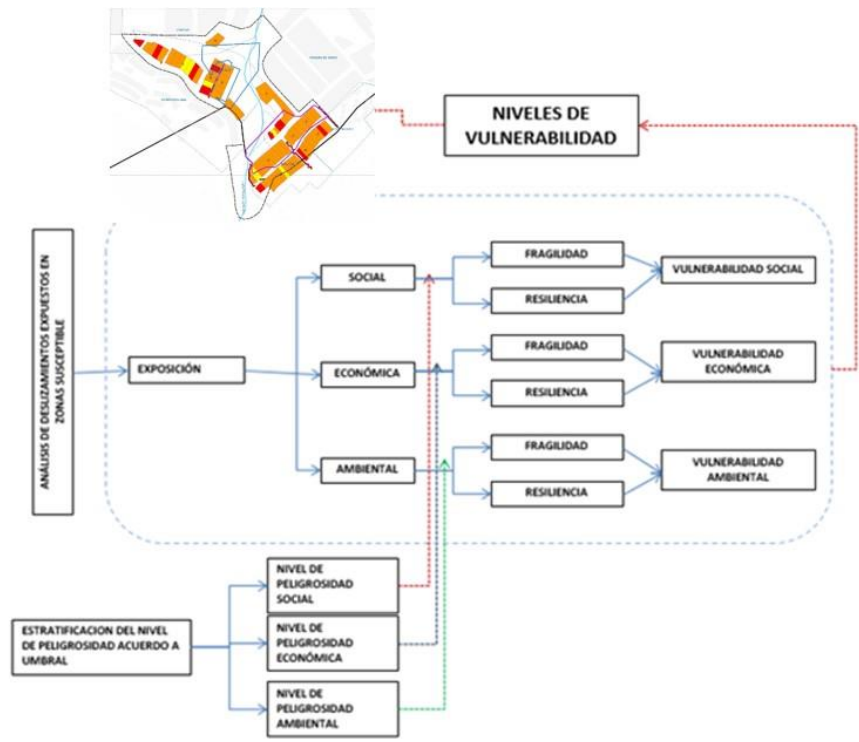 NIVELES DE
VULNERABILIDAD
ANÁLISIS DE DESLIZAMIENTOS EXPUESTOS EN
ZONAS SUSCEPTIBLE
EXPOSICIÓN
SOCIAL
FRAGILIDAD
RESILIENCIA
VULNERABILIDAD SOCIAL
ECONÓMICA
FRAGILIDAD
RESILIENCIA
VULNERABILIDAD
ECONÓMICA
AMBIENTAL
FRAGILIDAD
RESILIENCIA
VULNERABILIDAD
AMBIENTAL
ESTRATIFICACION DEL NIVEL
DE PELIGROSIDAD ACUERDO A
UMBRAL
NIVEL DE
PELIGROSIDAD
SOCIAL
NIVEL DE
PELIGROSIDAD
ECONÓMICA
NIVEL DE
PELIGROSIDAD
AMBIENTAL